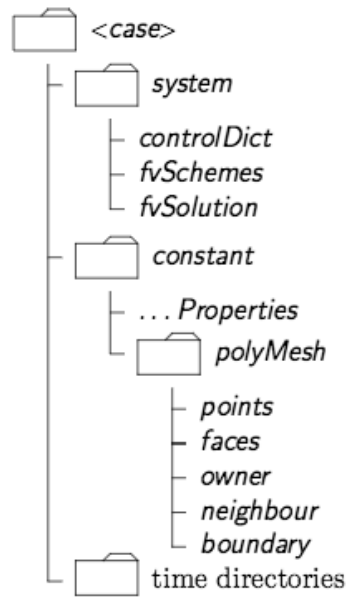 <case>
system
controlDict
fvSchemes
fvSolution
constant
...Properties
polyMesh
points
faces
owner
neighbour
boundary
time directories